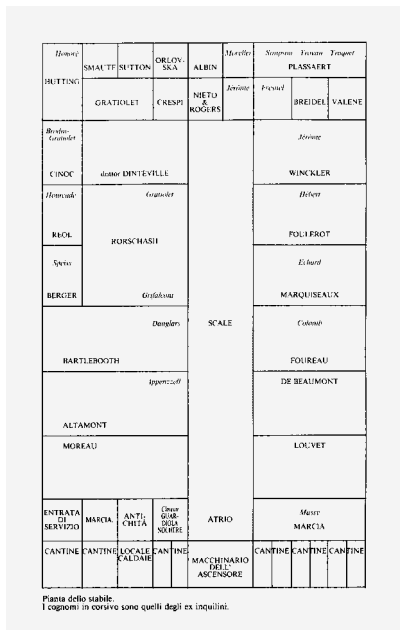 Honoré
SMAUTF SUTTON ORLOV- ALBIN Morellet Simpson Troyan Troquet
SKA PLASSAERT
HUTTING
GRATIOLET CRESPI NIETO Jérôme Fresnel BREIDEL VALENE
&
ROGERS
Brodin-
Gratiolet Jérôme
CINOC dottor DINTEVILLE WINCKLER
Hourcade Gratiolet Hébert
REOL RORSCHASH FOULEROT
Speiss Echard
BERGER Grifalconi MARQUISEAUX
Danglars SCALE Colomb
BARTLEBOOTH FOUREAU
Appenzzell DE BEAUMONT
ALTAMONT
MOREAU LOUVET
ENTRATA MARCIA. ANTI- Claveau Massy
DI CHITÀ GUAR-
SERVIZIO DIOLA
NOCHÈRE ATRIO MARCIA
CANTINE CANTINE LOCALE CANTINE MACCHINARIO CANTINE CANTINE CANTINE CANTINE
CALDAIE DELL'
ASCENSORE
Pianta dello stabile.
I cognomi in corsivo sono quelli degli ex inquilini.